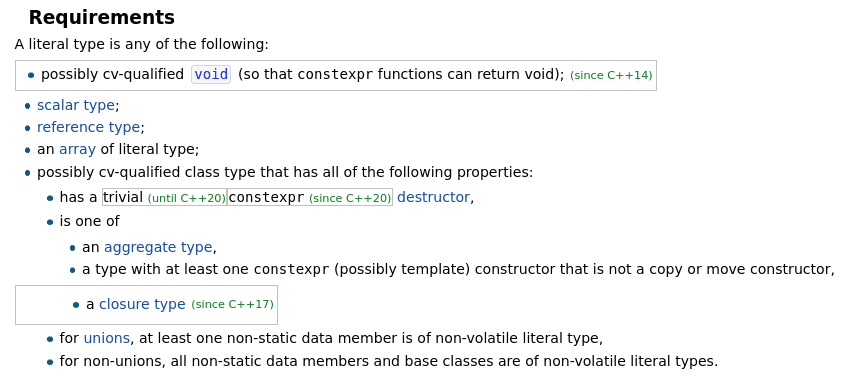 Requirements
A literal type is any of the following:
• possibly cv-qualified void (so that constexpr functions can return void); (since C++14)
• scalar type;
• reference type;
• an array of literal type;
• possibly cv-qualified class type that has all of the following properties:
• has a trivial (until C++20) constexpr (since C++20) destructor,
• is one of
• an aggregate type,
• a type with at least one constexpr (possibly template) constructor that is not a copy or move constructor,
• a closure type (since C++17)
• for unions, at least one non-static data member is of non-volatile literal type,
• for non-unions, all non-static data members and base classes are of non-volatile literal types.